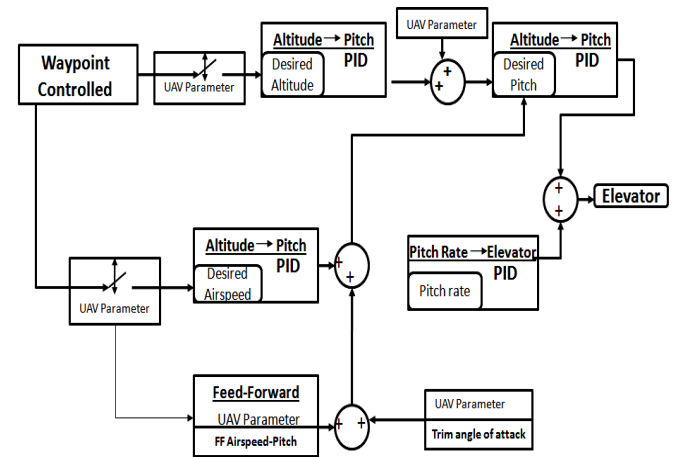 Waypoint
Controlled
UAV Parameter
Altitude → Pitch
PID
Desired
Altitude
UAV Parameter
+
+
Altitude → Pitch
PID
Desired
Pitch
+
+
Elevator
UAV Parameter
Altitude → Pitch
PID
Desired
Airspeed
+
+
Pitch Rate → Elevator
PID
Pitch rate
Feed-Forward
UAV Parameter
FF Airspeed-Pitch
+
+
UAV Parameter
Trim angle of attack